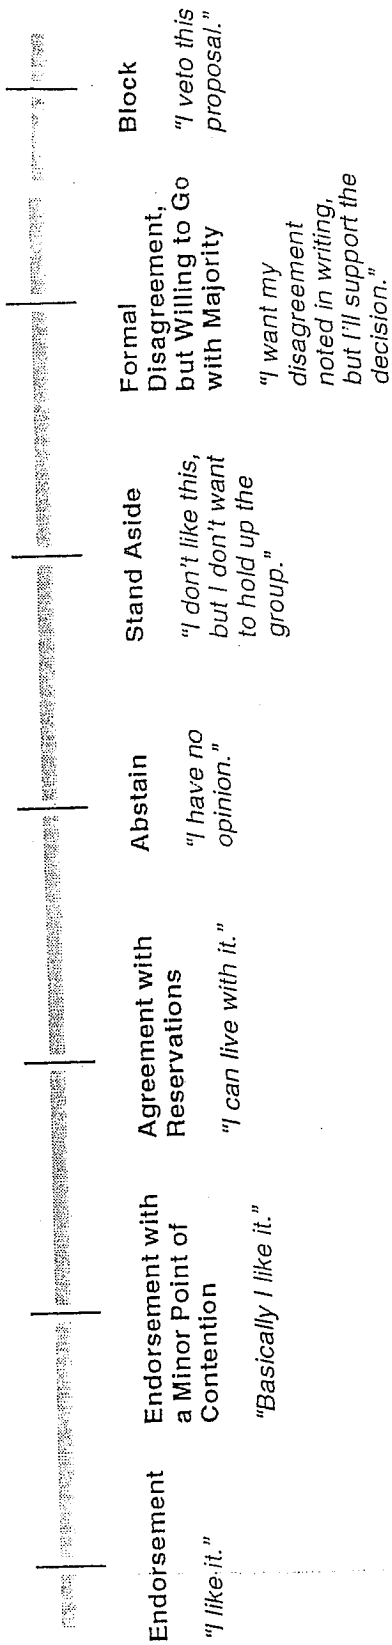 Endorsement
"I like it."
Endorsement with
a Minor Point of
Contention
"Basically I like it."
Agreement with
Reservations
"I can live with it."
Abstain
"I have no
opinion."
Stand Aside
"I don't like this,
but I don't want
to hold up the
group."
Formal
Disagreement,
but Willing to Go
with Majority
"I want my
disagreement
noted in writing,
but I'll support the
decision."
Block
"I veto this
proposal."